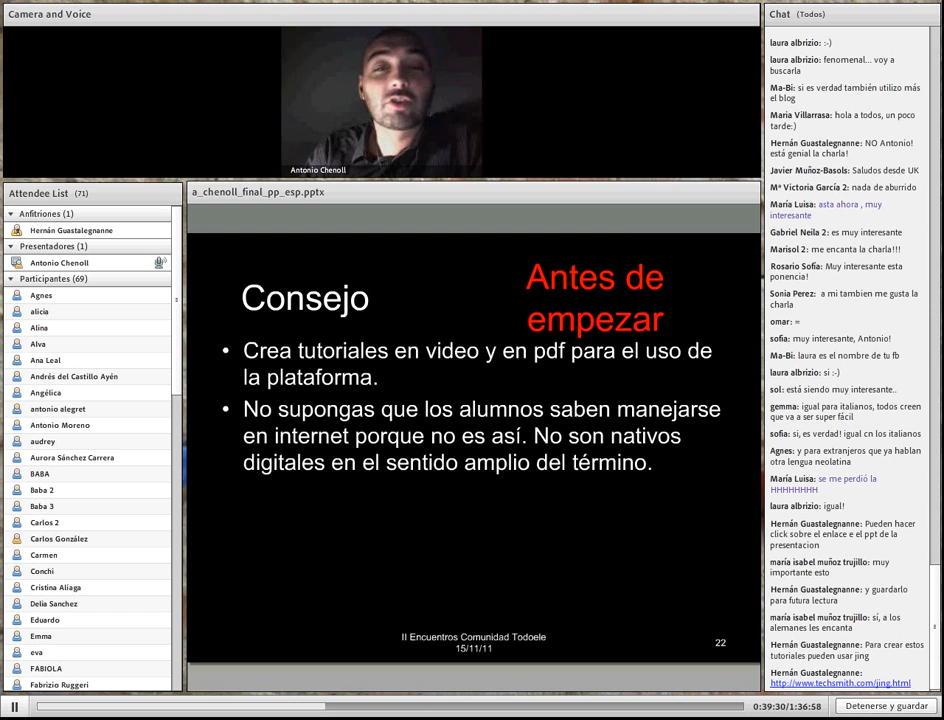 Camera and Voice
Antonio Chenoll
Attendee List (71)
Anfitriones (1)
Hernán Guastalegnanne
Presentadores (1)
Antonio Chenoll
Participantes (69)
Agnes
alicia
Alina
Alva
Ana Leal
Andrés del Castillo Ayén
Angélica
antonio alegret
Antonio Moreno
audrey
Aurora Sánchez Carrera
BABA
Baba 2
Baba 3
Carlos 2
Carlos González
Carmen
Conchi
Cristina Aliaga
Delia Sanchez
Eduardo
Emma
eva
FABIOLA
Fabrizio Ruggeri
a_chenoll_final_pp_esp.pptx
Consejo
Antes de
empezar
• Crea tutoriales en video y en pdf para el uso de
la plataforma.
• No supongas que los alumnos saben manejarse
en internet porque no es así. No son nativos
digitales en el sentido amplio del término.
II Encuentros Comunidad Todoele
15/11/11
22
Chat (Todos)
laura albrizio: :-)
laura albrizio: fenomenal... voy a
buscarla
Ma-Bi: si es verdad también utilizo más
el blog
Maria Villarrasa: hola a todos, un poco
tarde:)
Hernán Guastalegnanne: NO Antonio!
está genial la charla!
Javier Muñoz-Basols: Saludos desde UK
Mª Victoria García 2: nada de aburrido
María Luisa: asta ahora , muy
interesante
Gabriel Neila 2: es muy interesante
Marisol 2: me encanta la charla!!!
Rosario Sofía: Muy interesante esta
ponencia!
Sonia Perez: a mi tambien me gusta la
charla
omar: =
sofia: muy interesante, Antonio!
Ma-Bi: laura es el nombre de tu fb
laura albrizio: si :-)
sol: está siendo muy interesante..
gemma: igual para italianos, todos creen
que va a ser super fácil
sofia: si, es verdad! igual cn los italianos
Agnes: y para extranjeros que ya hablan
otra lengua neolatina
María Luisa: se me perdió la
HHHHHHHH
laura albrizio: igual!
Hernán Guastalegnanne: Pueden hacer
click sobre el enlace e el ppt de la
presentacion
maría isabel muñoz trujillo: muy
importante esto
Hernán Guastalegnanne: y guardarlo
para futura lectura
maría isabel muñoz trujillo: sí, a los
alemanes les encanta
Hernán Guastalegnanne: Para crear estos
tutoriales pueden usar jing
Hernán Guastalegnanne:
http://www.techsmith.com/jing.html
0:39:30/1:36:58
Detenerse y guardar